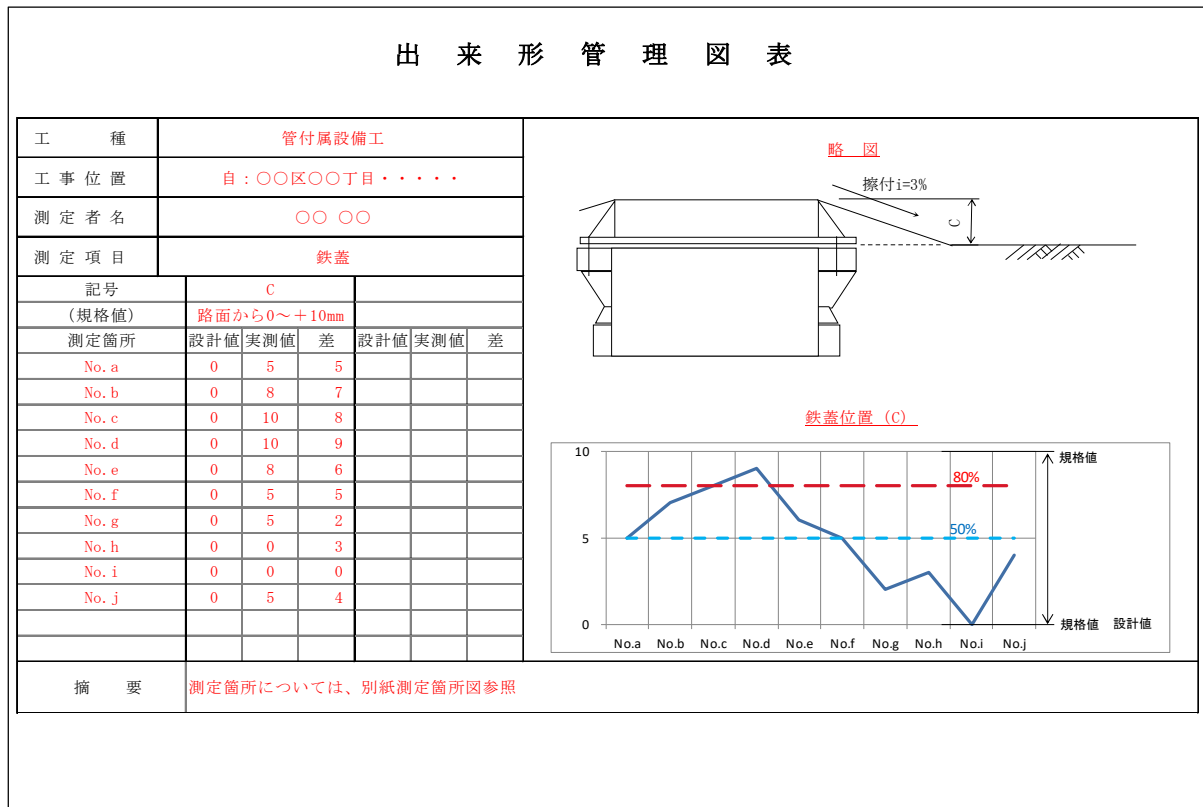 出来形管理図表
工種 管付属設備工
工事位置 自：〇〇区〇〇丁目・・・・・
測定者名 〇〇 〇〇
測定項目 鉄蓋
記号 C
(規格値) 路面から0～＋10mm
測定箇所 設計値 実測値 差 設計値 実測値 差
No.a 0 5 5
No.b 0 8 7
No.c 0 10 8
No.d 0 10 9
No.e 0 8 6
No.f 0 5 5
No.g 0 5 2
No.h 0 0 3
No.i 0 0 0
No.j 0 5 4
略 図
擦付i=3%
C
鉄蓋位置（C）
10
5
0
80%
50%
規格値
規格値 設計値
No.a No.b No.c No.d No.e No.f No.g No.h No.i No.j
摘要 測定箇所については、別紙測定箇所図参照